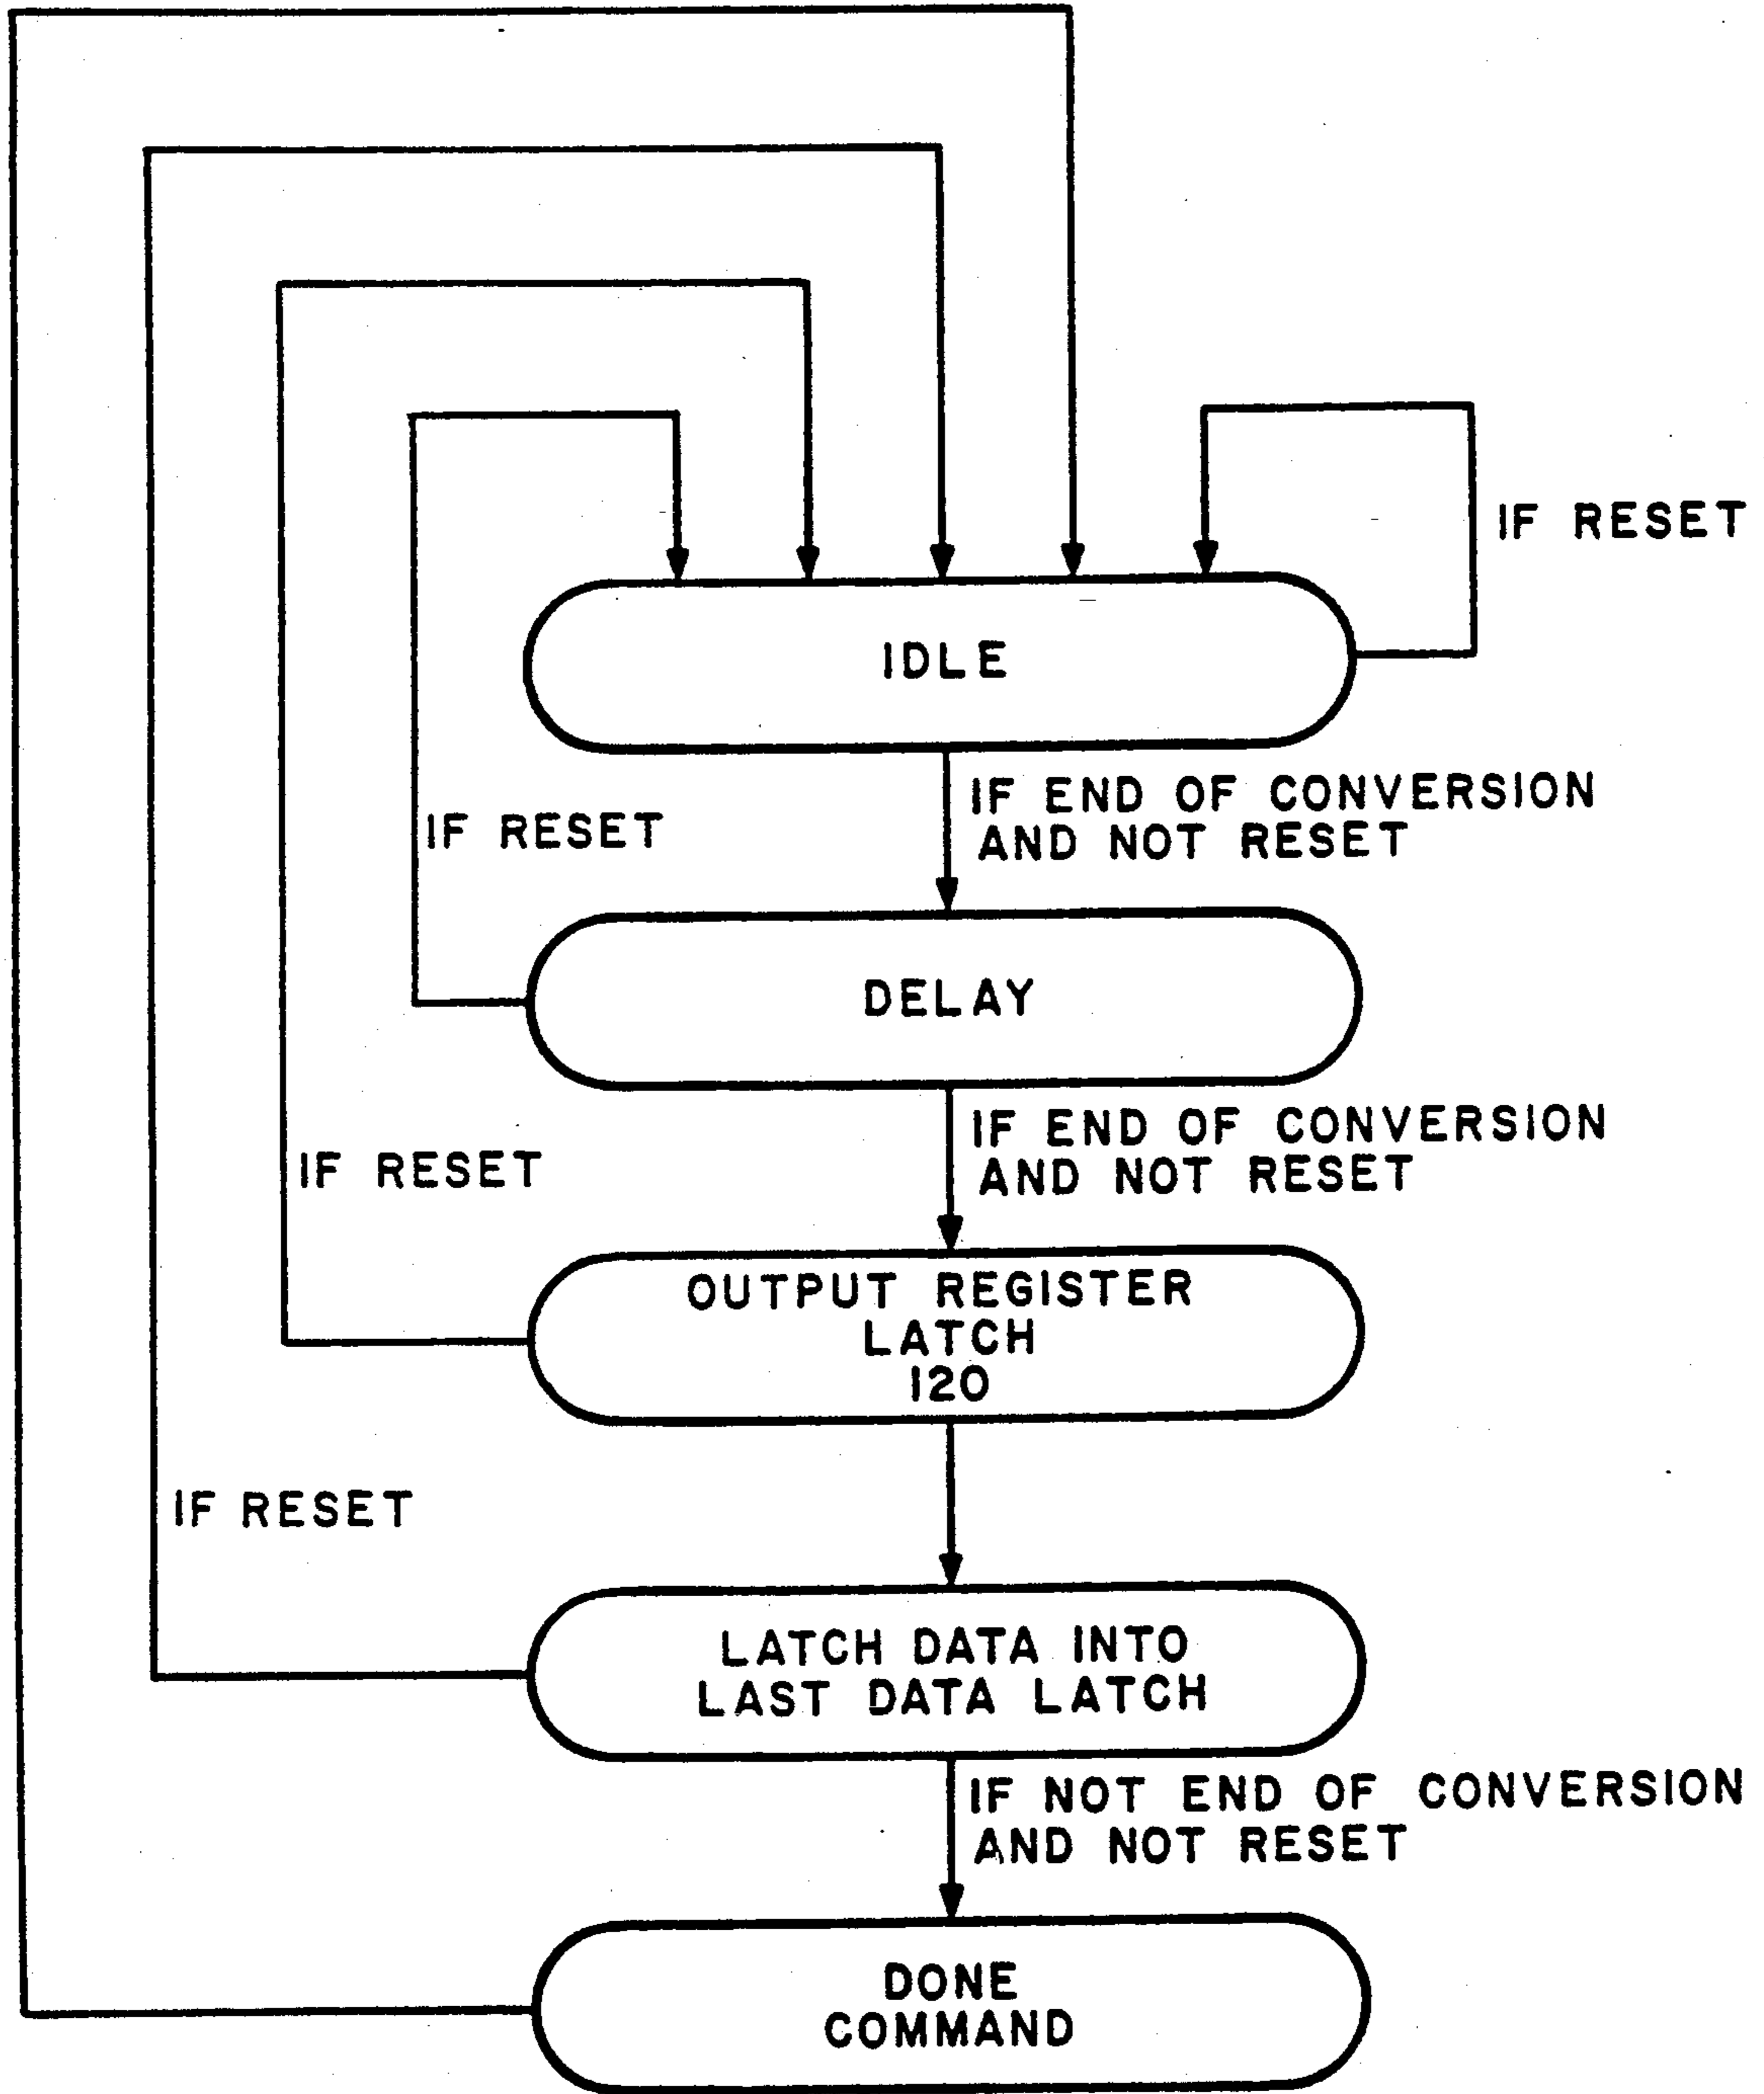 IF RESET
IDLE
IF END OF CONVERSION
AND NOT RESET
IF RESET
DELAY
IF END OF CONVERSION
AND NOT RESET
IF RESET
OUTPUT REGISTER
LATCH
120
IF RESET
LATCH DATA INTO
LAST DATA LATCH
IF NOT END OF CONVERSION
AND NOT RESET
DONE
COMMAND